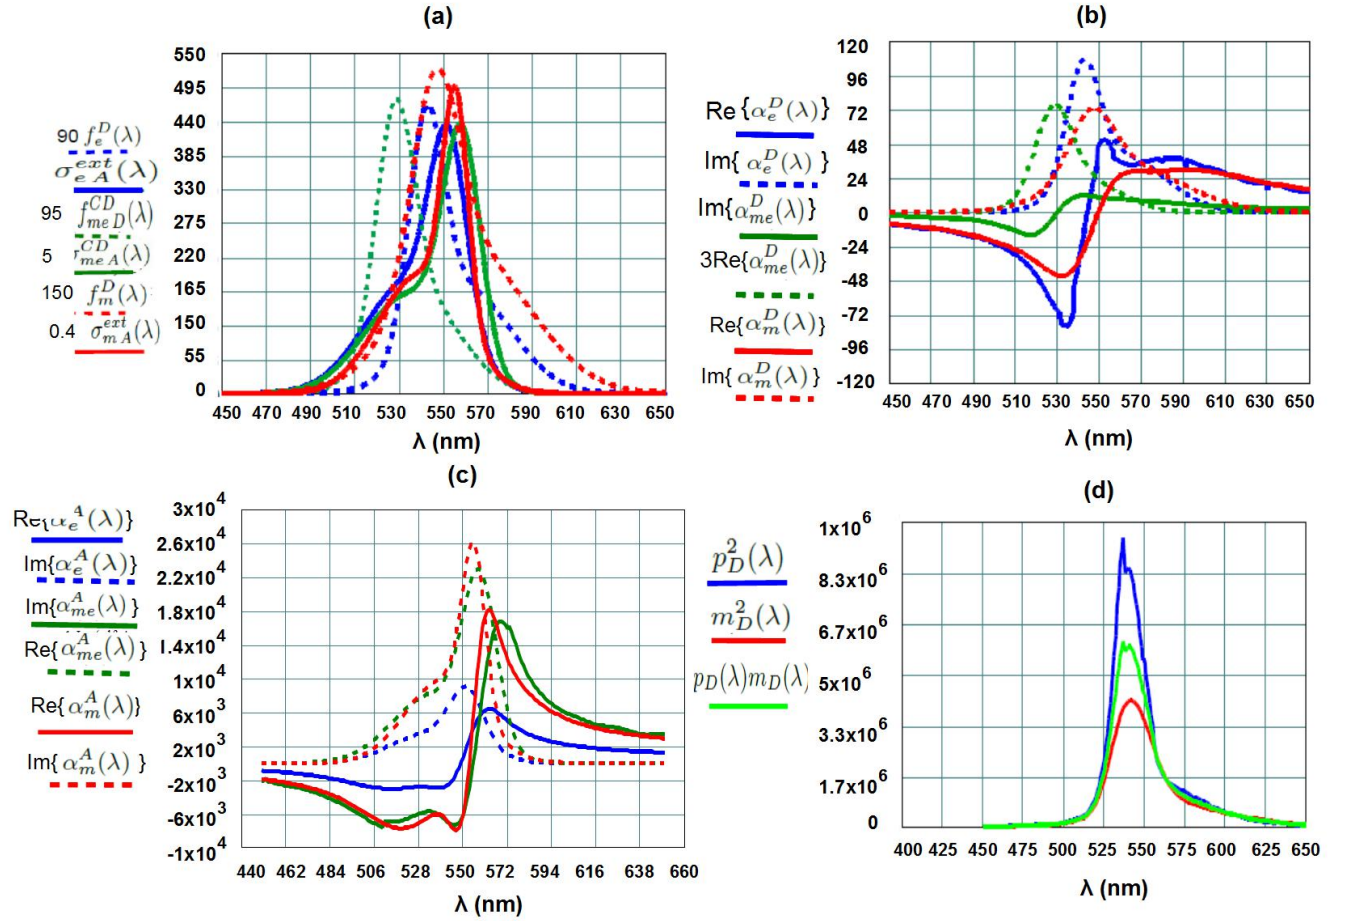 (a)
550
495
440
385
330
275
220
165
150
55
0
450 470 490 510 530 550 570 590 610 630 650
λ (nm)
90 f_e^D(λ)
σ_{e A}^{ext}(λ)
95 f_{me D}^{CD}(λ)
5 _{me A}^{CD}(λ)
150 f_m^D(λ)
0.4 σ_{m A}^{ext}(λ)
(b)
120
96
72
48
24
0
-24
-48
-72
-96
-120
450 470 490 510 530 550 570 590 610 630 650
λ (nm)
Re{α_e^D(λ)}
Im{ α_e^D(λ) }
Im{α_{me}^D(λ)}
3Re{α_{me}^D(λ)}
Re{α_m^D(λ)}
Im{ α_m^D(λ) }
(c)
3x10^4
2.6x10^4
2.2x10^4
1.8x10^4
1.4x10^4
1x10^4
6x10^3
2x10^3
-2x10^3
-6x10^3
-1x10^4
440 462 484 506 528 550 572 594 616 638 660
λ (nm)
Re{α_e^A(λ)}
Im{α_e^A(λ)}
Im{α_{me}^A(λ)}
Re{α_{me}^A(λ)}
Re{α_m^A(λ)}
Im{ α_m^A(λ) }
(d)
1x10^6
8.3x10^6
6.7x10^6
5x10^6
3.3x10^6
1.7x10^6
0
400 425 450 475 500 525 550 575 600 625 650
λ (nm)
p_D^2(λ)
m_D^2(λ)
p_D(λ)m_D(λ)